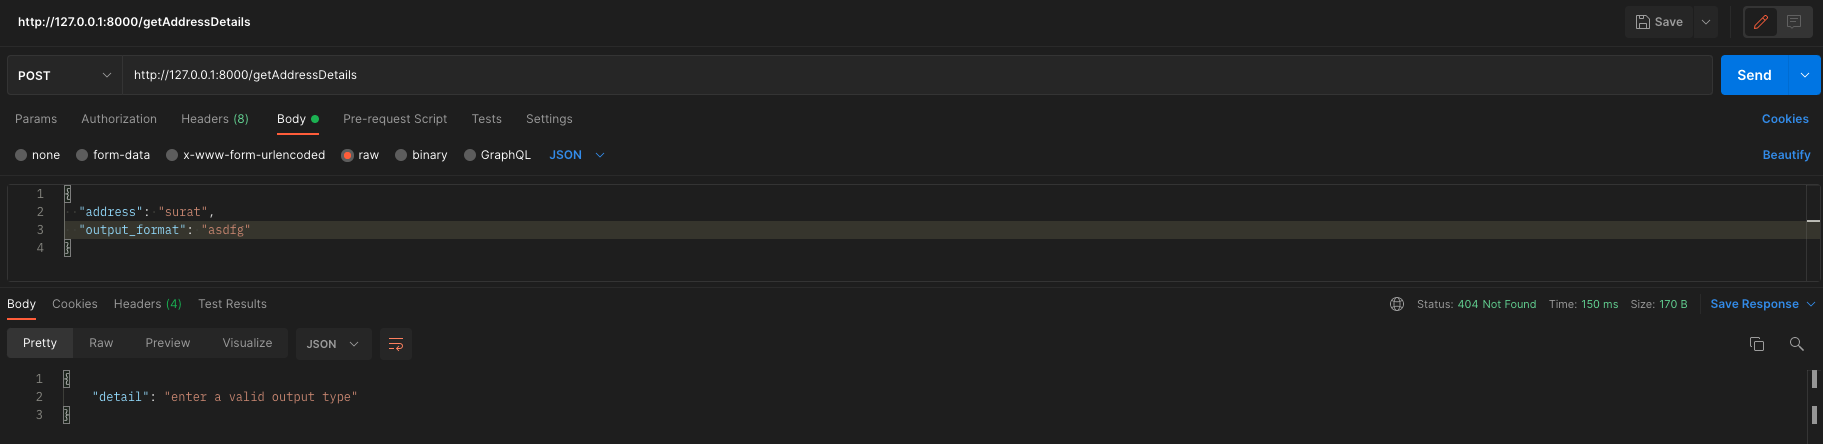 http://127.0.0.1:8000/getAddressDetails
Save
POST
http://127.0.0.1:8000/getAddressDetails
Send
Params Authorization Headers (8) Body Pre-request Script Tests Settings Cookies
none form-data x-www-form-urlencoded raw binary GraphQL JSON Beautify
1 {
2 "address": "surat",
3 "output_format": "asdfg"
4 }
Body Cookies Headers (4) Test Results Status: 404 Not Found Time: 150 ms Size: 170 B Save Response
Pretty Raw Preview Visualize JSON
1 {
2 "detail": "enter a valid output type"
3 }